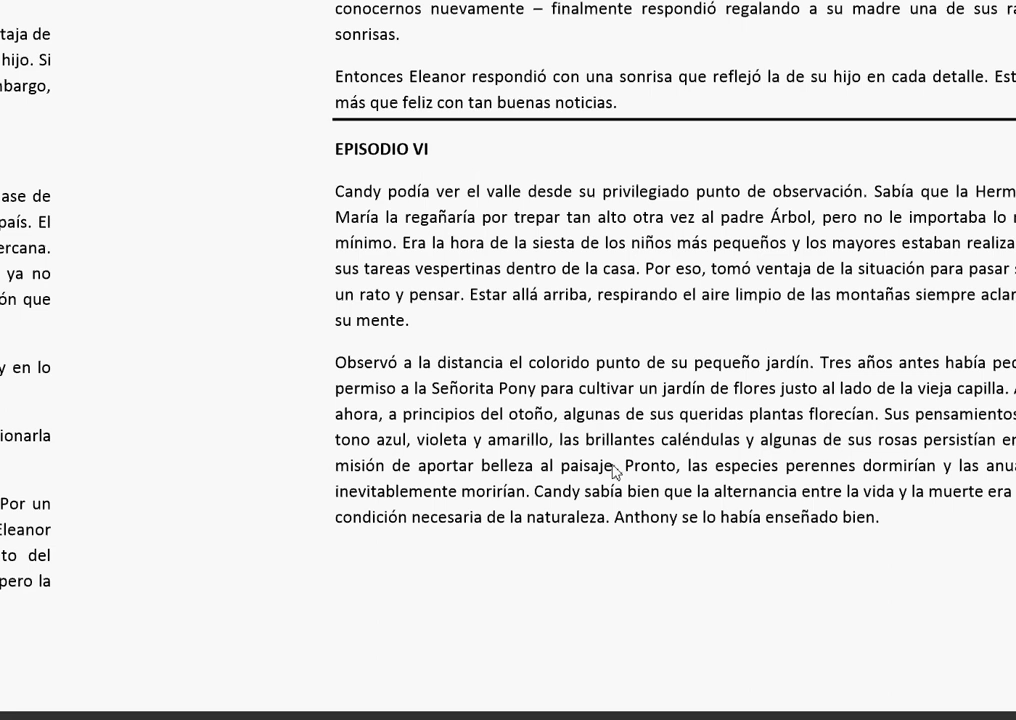 taja de
hijo. Si
mbargo,
ase de
país. El
ercana.
ya no
ón que
y en lo
ionarla
Por un
Eleanor
to del
pero la
conocernos nuevamente – finalmente respondió regalando a su madre una de sus ra
sonrisas.
Entonces Eleanor respondió con una sonrisa que reflejó la de su hijo en cada detalle. Est
más que feliz con tan buenas noticias.
EPISODIO VI
Candy podía ver el valle desde su privilegiado punto de observación. Sabía que la Herm
María la regañaría por trepar tan alto otra vez al padre Árbol, pero no le importaba lo
mínimo. Era la hora de la siesta de los niños más pequeños y los mayores estaban realiza
sus tareas vespertinas dentro de la casa. Por eso, tomó ventaja de la situación para pasar
un rato y pensar. Estar allá arriba, respirando el aire limpio de las montañas siempre aclar
su mente.
Observó a la distancia el colorido punto de su pequeño jardín. Tres años antes había ped
permiso a la Señorita Pony para cultivar un jardín de flores justo al lado de la vieja capilla.
ahora, a principios del otoño, algunas de sus queridas plantas florecían. Sus pensamientos
tono azul, violeta y amarillo, las brillantes caléndulas y algunas de sus rosas persistían en
misión de aportar belleza al paisaje. Pronto, las especies perennes dormirían y las anua
inevitablemente morirían. Candy sabía bien que la alternancia entre la vida y la muerte era
condición necesaria de la naturaleza. Anthony se lo había enseñado bien.